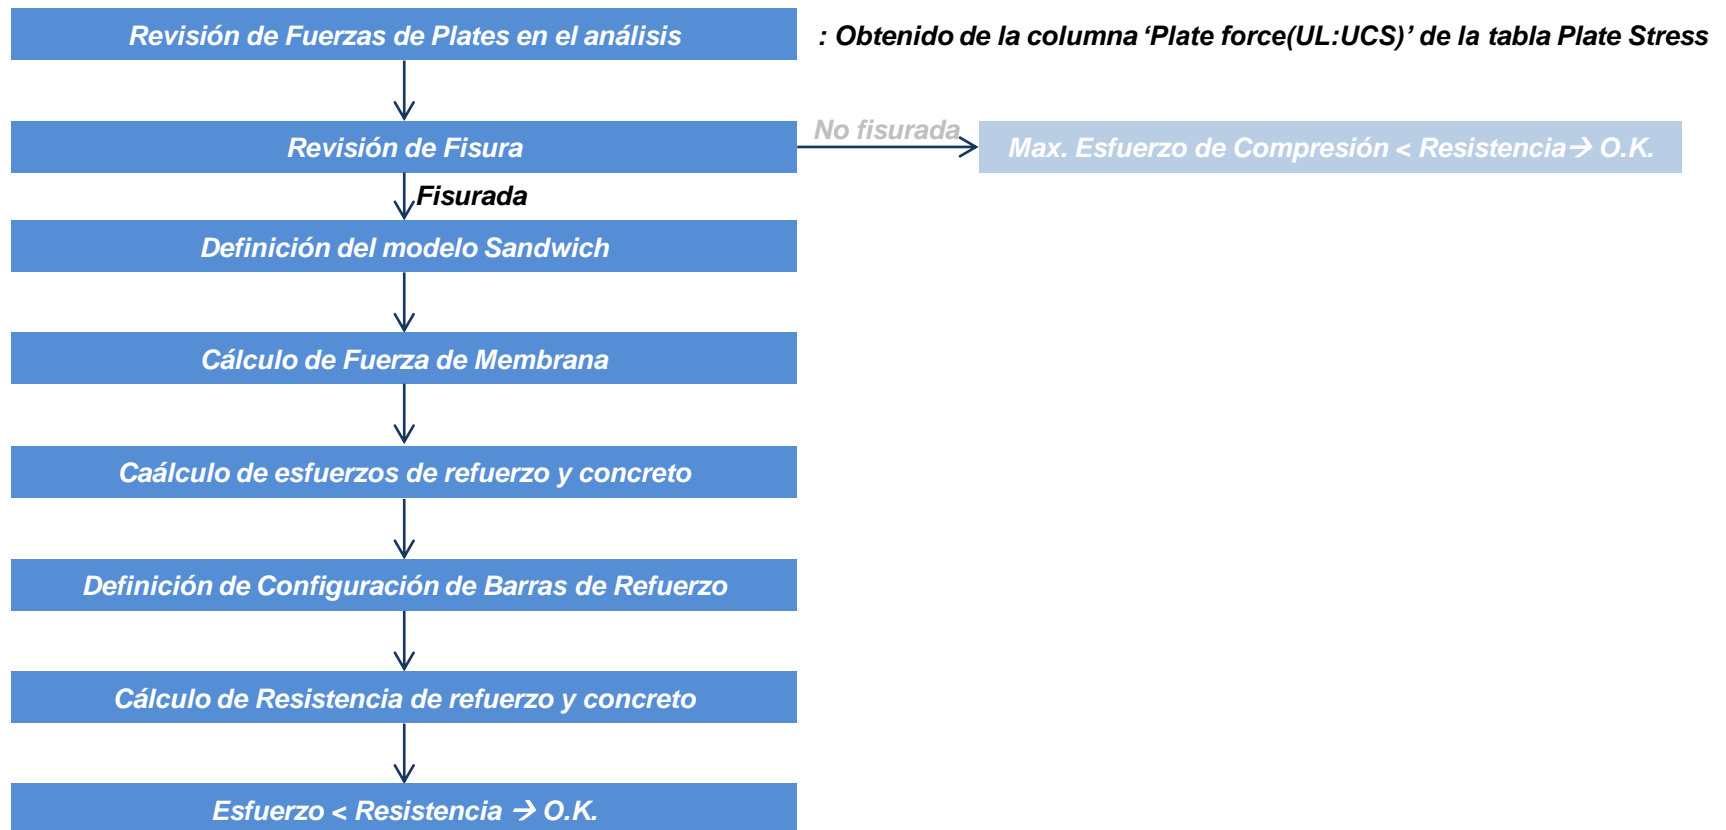 Revisión de Fuerzas de Plates en el análisis
: Obtenido de la columna ‘Plate force(UL:UCS)’ de la tabla Plate Stress
Revisión de Fisura
No fisurada
Max. Esfuerzo de Compresión < Resistencia→ O.K.
Fisurada
Definición del modelo Sandwich
Cálculo de Fuerza de Membrana
Caálculo de esfuerzos de refuerzo y concreto
Definición de Configuración de Barras de Refuerzo
Cálculo de Resistencia de refuerzo y concreto
Esfuerzo < Resistencia → O.K.